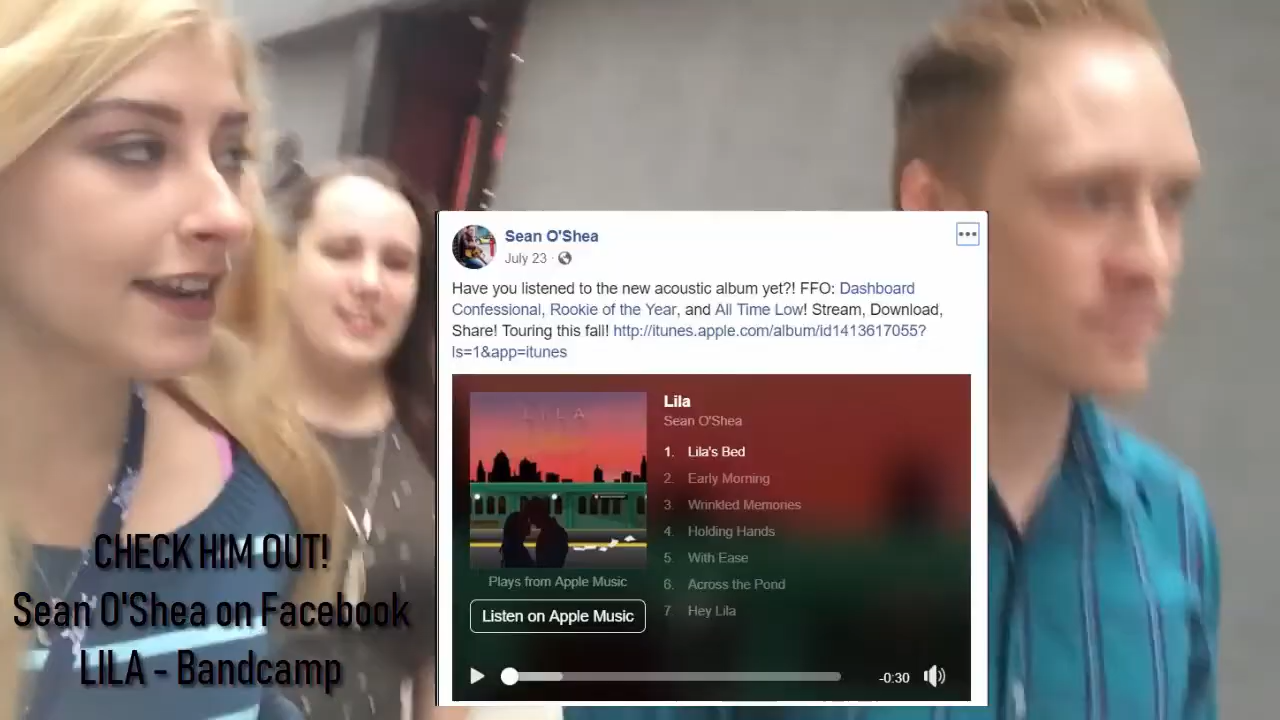 Sean O'Shea
July 23 ·
Have you listened to the new acoustic album yet?! FFO: Dashboard
Confessional, Rookie of the Year, and All Time Low! Stream, Download,
Share! Touring this fall! http://itunes.apple.com/album/id1413617055?
ls=1&app=itunes
LILA
Lila
Sean O'Shea
1. Lila's Bed
2. Early Morning
3. Wrinkled Memories
4. Holding Hands
5. With Ease
6. Across the Pond
7 Hey Lila
Plays from Apple Music
Listen on Apple Music
-0:30
CHECK HIM OUT!
Sean O'Shea on Facebook
LILA - Bandcamp